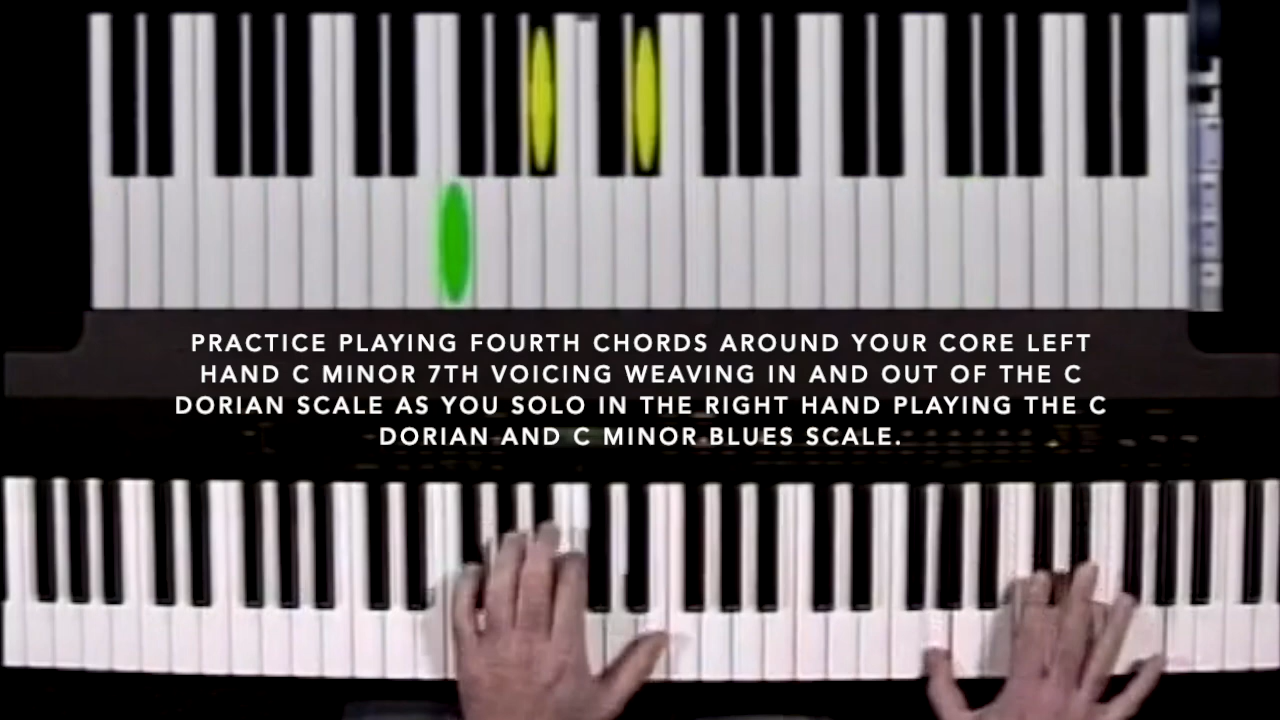 PRACTICE PLAYING FOURTH CHORDS AROUND YOUR CORE LEFT
HAND C MINOR 7TH VOICING WEAVING IN AND OUT OF THE C
DORIAN SCALE AS YOU SOLO IN THE RIGHT HAND PLAYING THE C
DORIAN AND C MINOR BLUES SCALE.